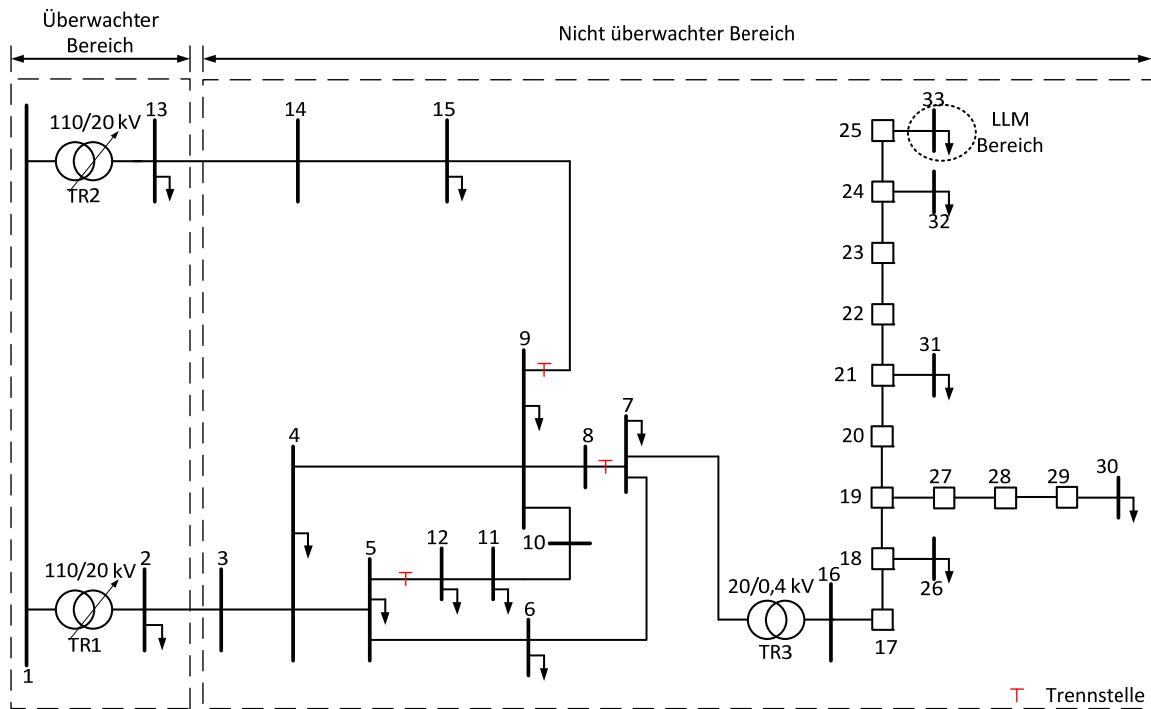 Überwachter
Bereich
Nicht überwachter Bereich
110/20 kV
13
14
15
33
25
LLM
Bereich
TR2
24
32
23
22
9
31
21
7
4
8
20
30
27
28
29
19
5
12
11
10
18
110/20 kV
2
3
6
20/0,4 kV
16
26
TR1
TR3
17
1
Trennstelle